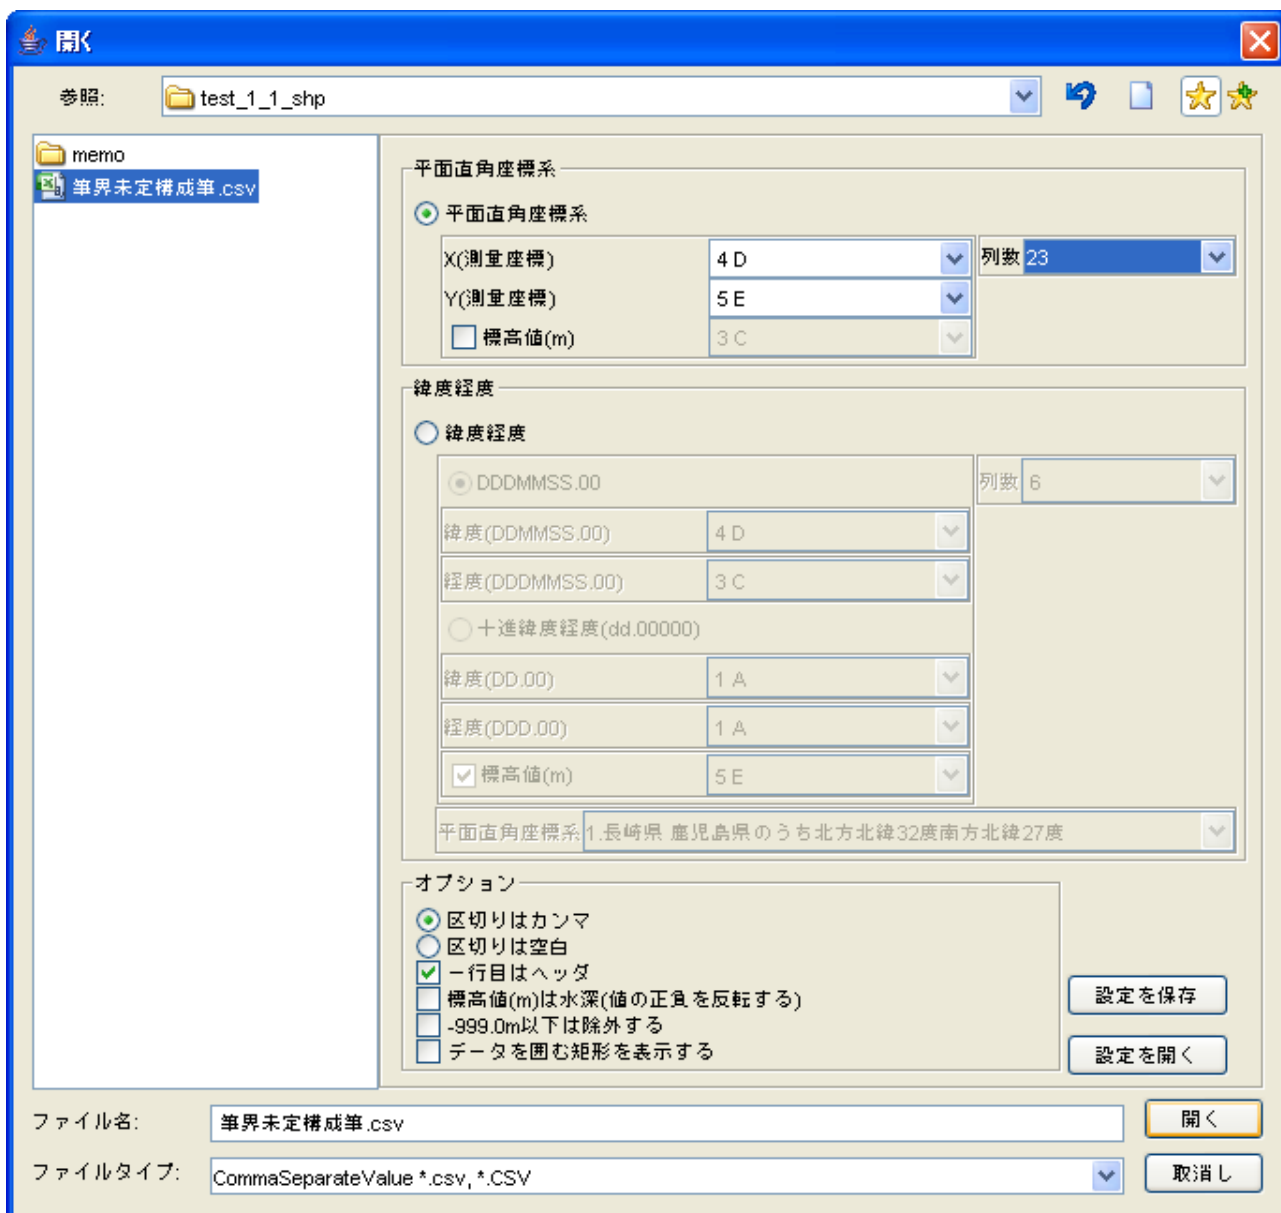 開く
参照: test_1_1_shp
memo
筆界未定構成筆.csv
平面直角座標系
平面直角座標系
X(測量座標) 4 D 列数 23
Y(測量座標) 5 E
標高値(m) 3 C
緯度経度
緯度経度
DDDMMSS.00 列数 6
緯度(DDMMSS.00) 4 D
経度(DDDMMSS.00) 3 C
十進緯度経度(dd.00000)
緯度(DD.00) 1 A
経度(DDD.00) 1 A
標高値(m) 5 E
平面直角座標系 1.長崎県 鹿児島県のうち北方北緯32度南方北緯27度
オプション
区切りはカンマ
区切りは空白
一行目はヘッダ
標高値(m)は水深(値の正負を反転する)
-999.0m以下は除外する
データを囲む矩形を表示する
設定を保存
設定を開く
ファイル名: 筆界未定構成筆.csv 開く
ファイルタイプ: CommaSeparateValue *.csv, *.CSV 取消し